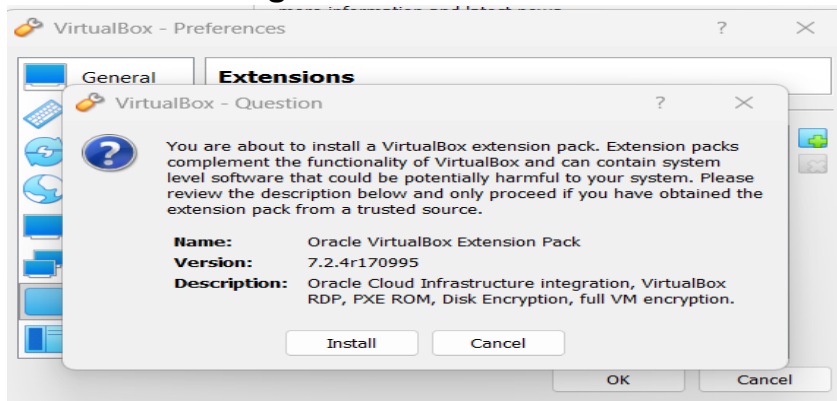 VirtualBox - Preferences
General
Extensions
VirtualBox - Question
You are about to install a VirtualBox extension pack. Extension packs
complement the functionality of VirtualBox and can contain system
level software that could be potentially harmful to your system. Please
review the description below and only proceed if you have obtained the
extension pack from a trusted source.
Name: Oracle VirtualBox Extension Pack
Version: 7.2.4r170995
Description: Oracle Cloud Infrastructure integration, VirtualBox
RDP, PXE ROM, Disk Encryption, full VM encryption.
Install Cancel
OK Cancel